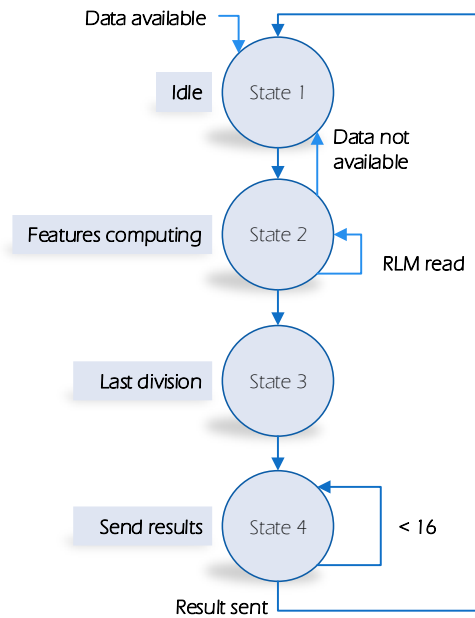 Data available
Idle
State 1
Data not
available
Features computing
State 2
RLM read
Last division
State 3
Send results
State 4
< 16
Result sent